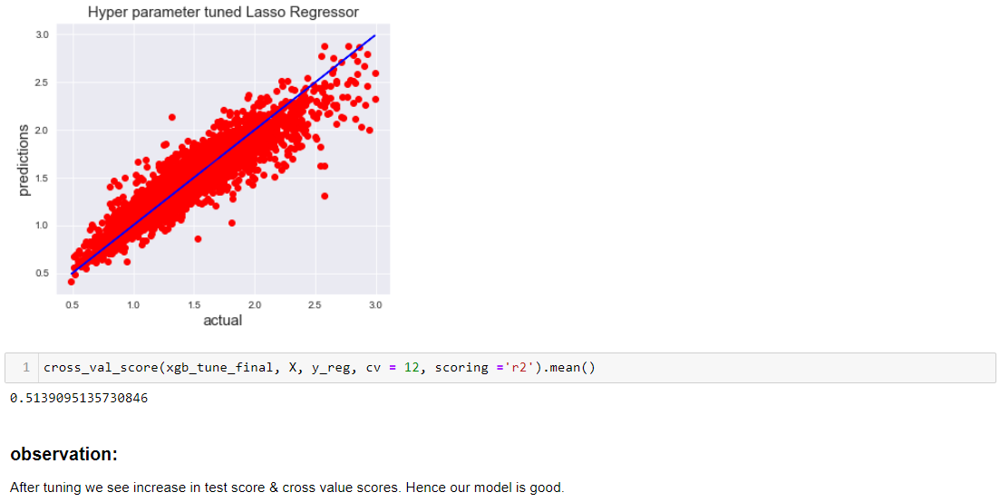 Hyper parameter tuned Lasso Regressor
3.0
2.5
2.0
1.5
1.0
0.5
predictions
0.5 1.0 1.5 2.0 2.5 3.0
actual
1 cross_val_score(xgb_tune_final, X, y_reg, cv = 12, scoring ='r2').mean()
0.5139095135730846
observation:
After tuning we see increase in test score & cross value scores. Hence our model is good.